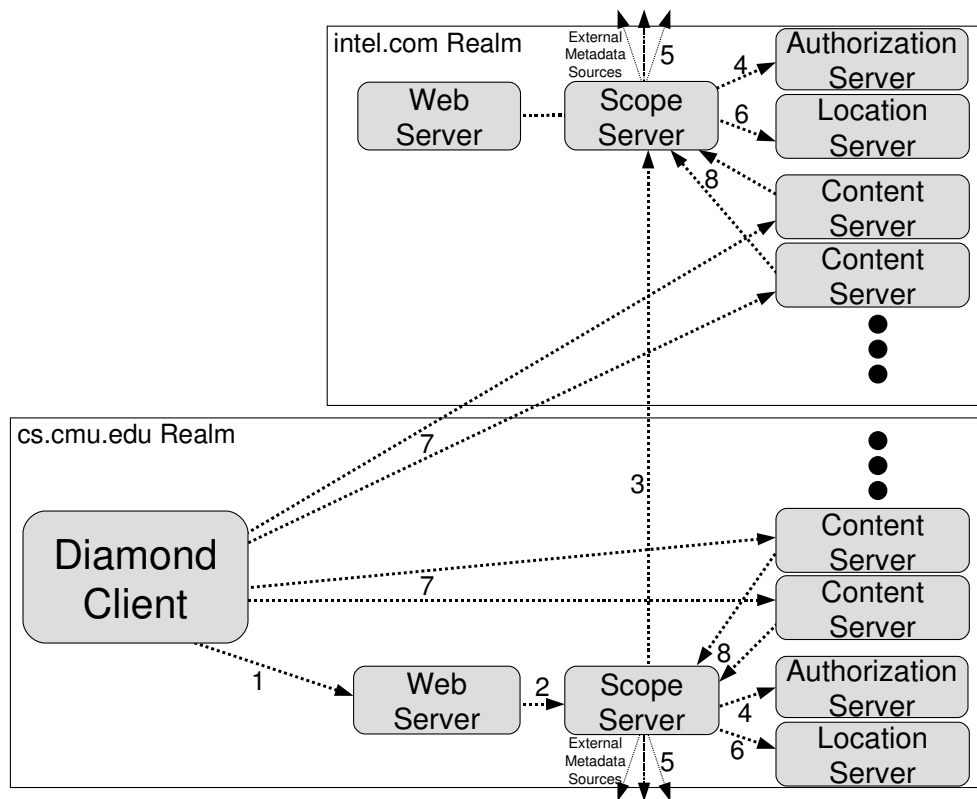 intel.com Realm
External
Metadata
Sources
5
4
Authorization
Server
Web
Server
Scope
Server
6
Location
Server
8
Content
Server
Content
Server
cs.cmu.edu Realm
7
3
Diamond
Client
Content
Server
7
Content
Server
1
Web
Server
2
Scope
Server
8
Authorization
Server
4
6
Location
Server
External
Metadata
Sources
5